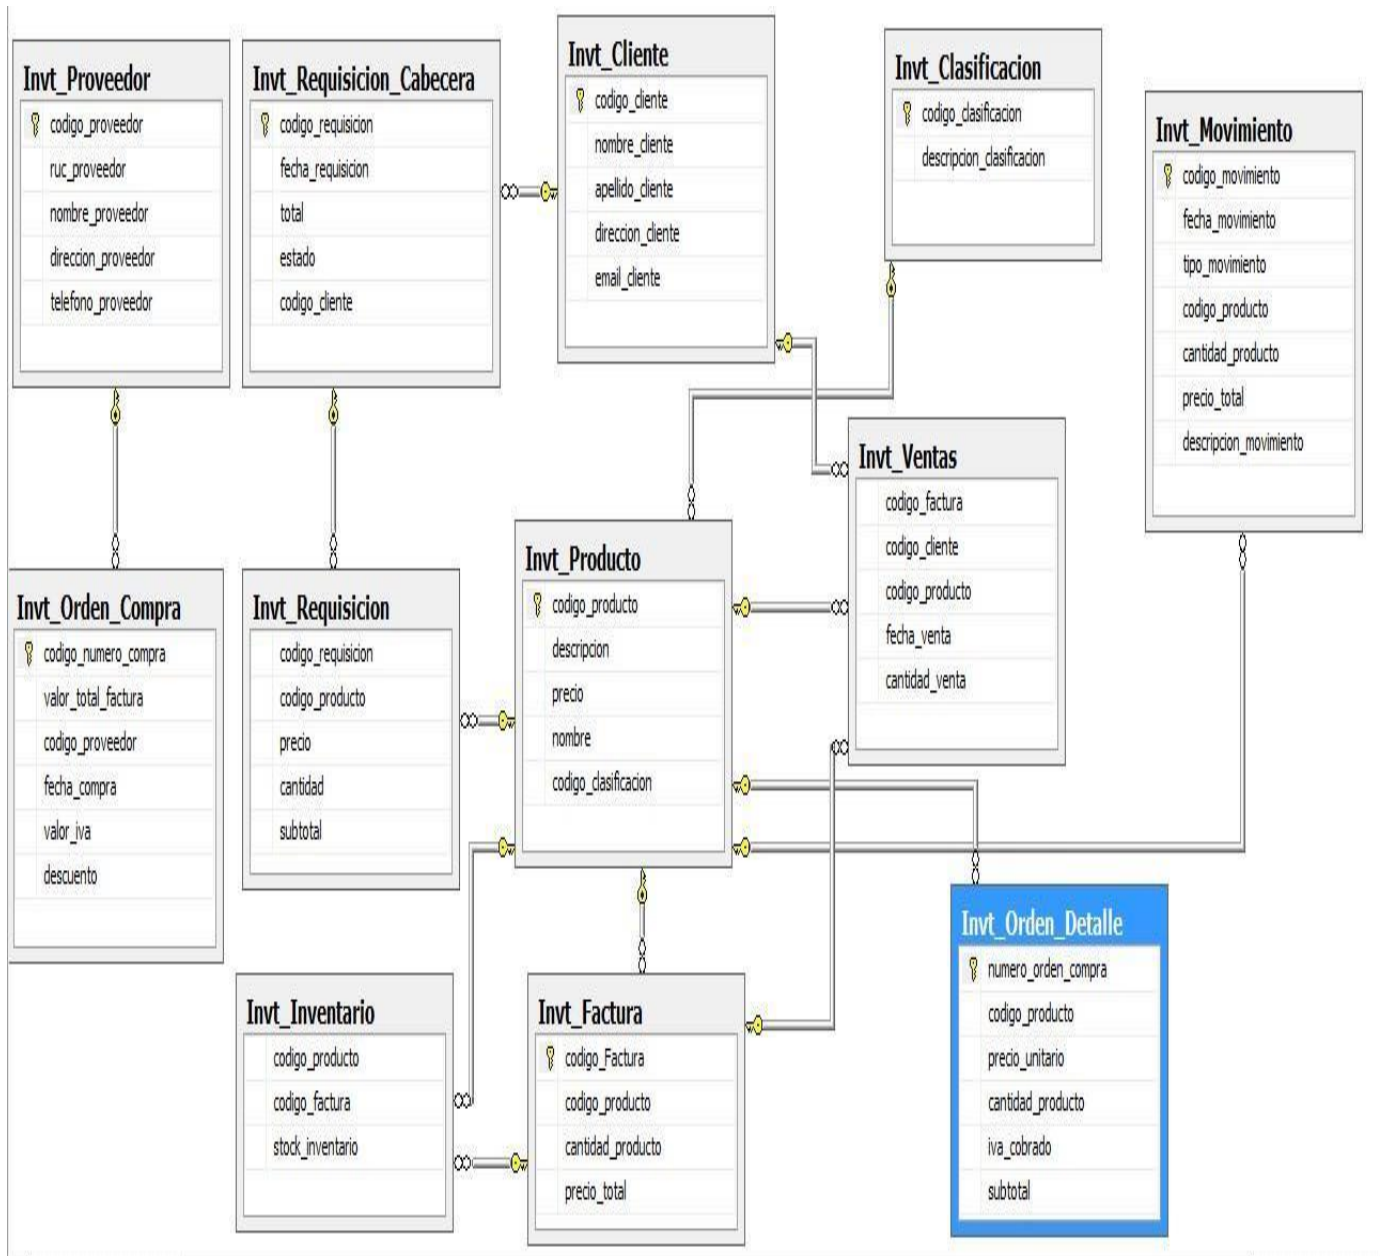 Invt_Proveedor
codigo_proveedor
ruc_proveedor
nombre_proveedor
direccion_proveedor
telefono_proveedor
Invt_Requisicion_Cabecera
codigo_requisicion
fecha_requisicion
total
estado
codigo_cliente
Invt_Cliente
codigo_cliente
nombre_cliente
apellido_cliente
direccion_cliente
email_cliente
Invt_Clasificacion
codigo_clasificacion
descripcion_clasificacion
Invt_Movimiento
codigo_movimiento
fecha_movimiento
tipo_movimiento
codigo_producto
cantidad_producto
precio_total
descripcion_movimiento
Invt_Orden_Compra
codigo_numero_compra
valor_total_factura
codigo_proveedor
fecha_compra
valor_iva
descuento
Invt_Requisicion
codigo_requisicion
codigo_producto
precio
cantidad
subtotal
Invt_Producto
codigo_producto
descripcion
precio
nombre
codigo_clasificacion
Invt_Ventas
codigo_factura
codigo_cliente
codigo_producto
fecha_venta
cantidad_venta
Invt_Inventario
codigo_producto
codigo_factura
stock_inventario
Invt_Factura
codigo_Factura
codigo_producto
cantidad_producto
precio_total
Invt_Orden_Detalle
numero_orden_compra
codigo_producto
precio_unitario
cantidad_producto
iva_cobrado
subtotal